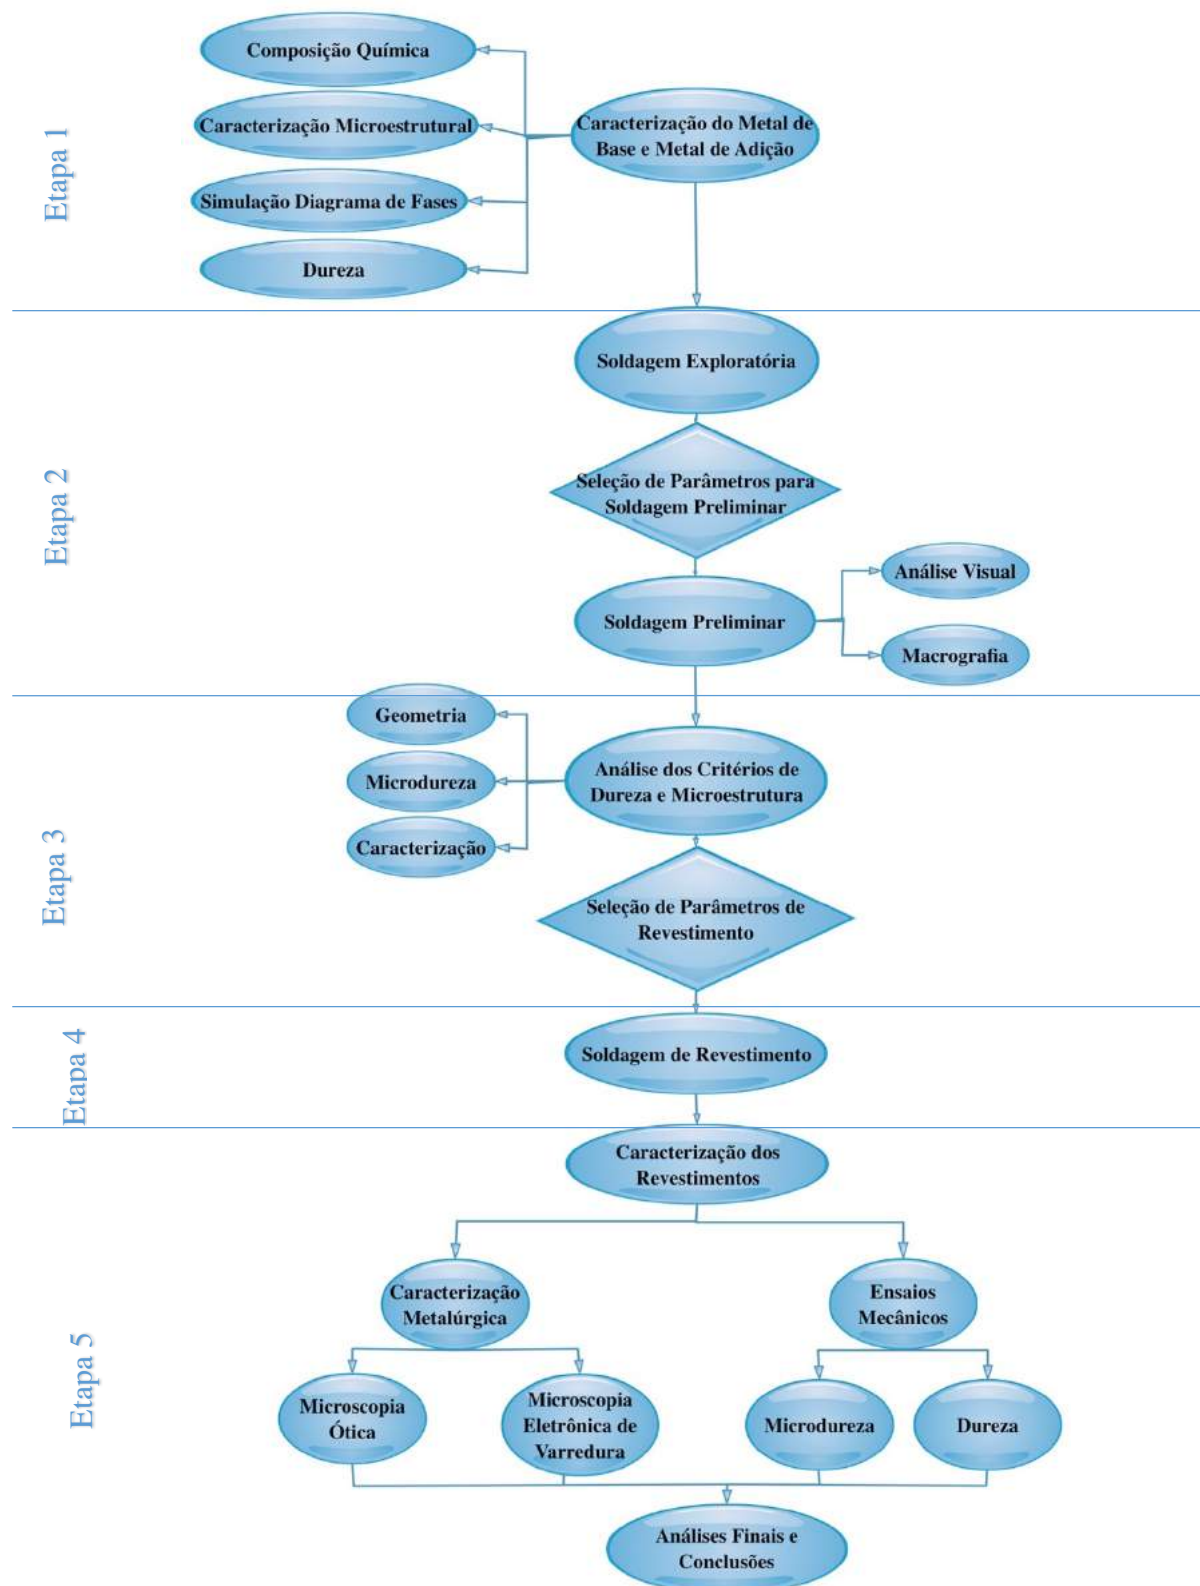 Etapa 1
Composição Química
Caracterização Microestrutural
Simulação Diagrama de Fases
Dureza
Caracterização do Metal de
Base e Metal de Adição
Etapa 2
Soldagem Exploratória
Seleção de Parâmetros para
Soldagem Preliminar
Soldagem Preliminar
Análise Visual
Macrografia
Etapa 3
Geometria
Microdureza
Caracterização
Análise dos Critérios de
Dureza e Microestrutura
Seleção de Parâmetros de
Revestimento
Etapa 4
Soldagem de Revestimento
Etapa 5
Caracterização dos
Revestimentos
Caracterização
Metalúrgica
Ensaios
Mecânicos
Microscopia
Ótica
Microscopia
Eletrônica de
Varredura
Microdureza
Dureza
Análises Finais e
Conclusões